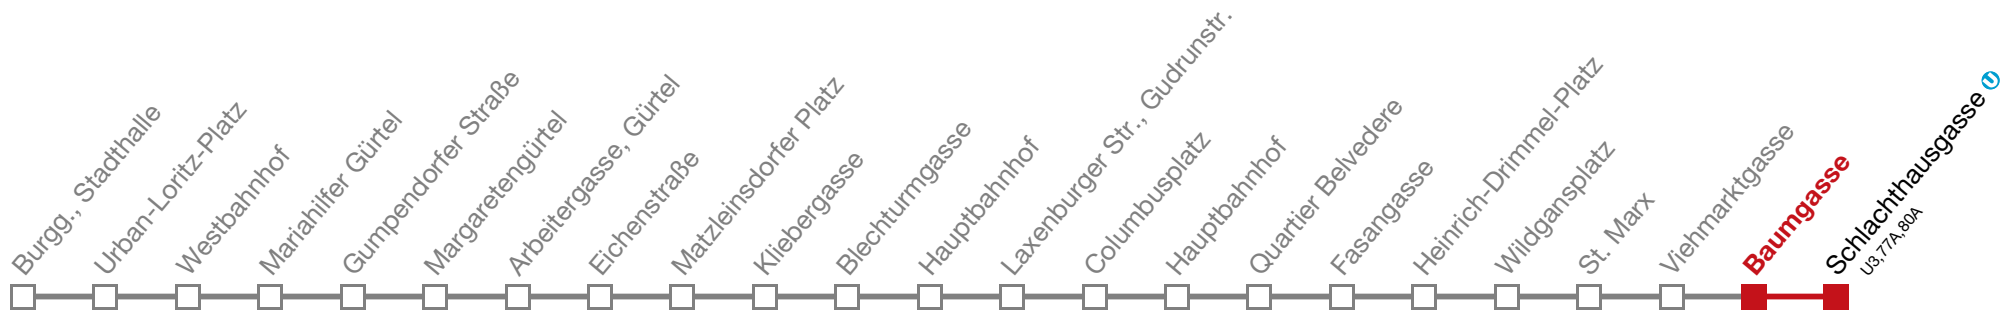 Burgg., Stadthalle
Urban-Loritz-Platz
Westbahnhof
Mariahilfer Gürtel
Gumpendorfer Straße
Margaretengürtel
Arbeitergasse, Gürtel
Eichenstraße
Matzleinsdorfer Platz
Kliebergasse
Blechturmgasse
Hauptbahnhof
Laxenburger Str., Gudrunstr.
Columbusplatz
Hauptbahnhof
Quartier Belvedere
Fasangasse
Heinrich-Drimmel-Platz
Wildgansplatz
St. Marx
Viehmarktgasse
Baumgasse
Schlachthausgasse U
U3,77A,80A